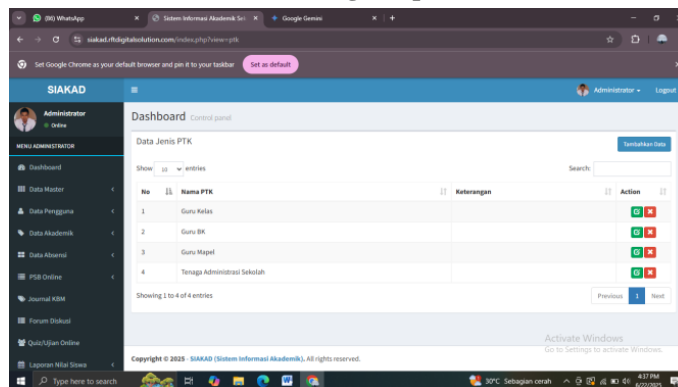 (86) WhatsApp
Sistem Informasi Akademik Sel
Google Gemini
siakad.rftdigitalsolution.com/index.php?view=ptk
Set Google Chrome as your default browser and pin it to your taskbar
Set as default
SIAKAD
Administrator
Logout
Administrator
Online
Dashboard Control panel
MENU ADMINISTRATOR
Data Jenis PTK
Tambahkan Data
Dashboard
Show 10 entries
Search:
Data Master
No Nama PTK Keterangan Action
Data Pengguna
1 Guru Kelas
Data Akademik
2 Guru BK
Data Absensi
3 Guru Mapel
PSB Online
4 Tenaga Administrasi Sekolah
Journal KBM
Showing 1 to 4 of 4 entries
Previous 1 Next
Forum Diskusi
Quiz/Ujian Online
Activate Windows
Go to Settings to activate Windows.
Laporan Nilai Siswa
Copyright © 2025 - SIAKAD (Sistem Informasi Akademik). All rights reserved.
Type here to search
30°C Sebagian cerah
4:37 PM
6/22/2025